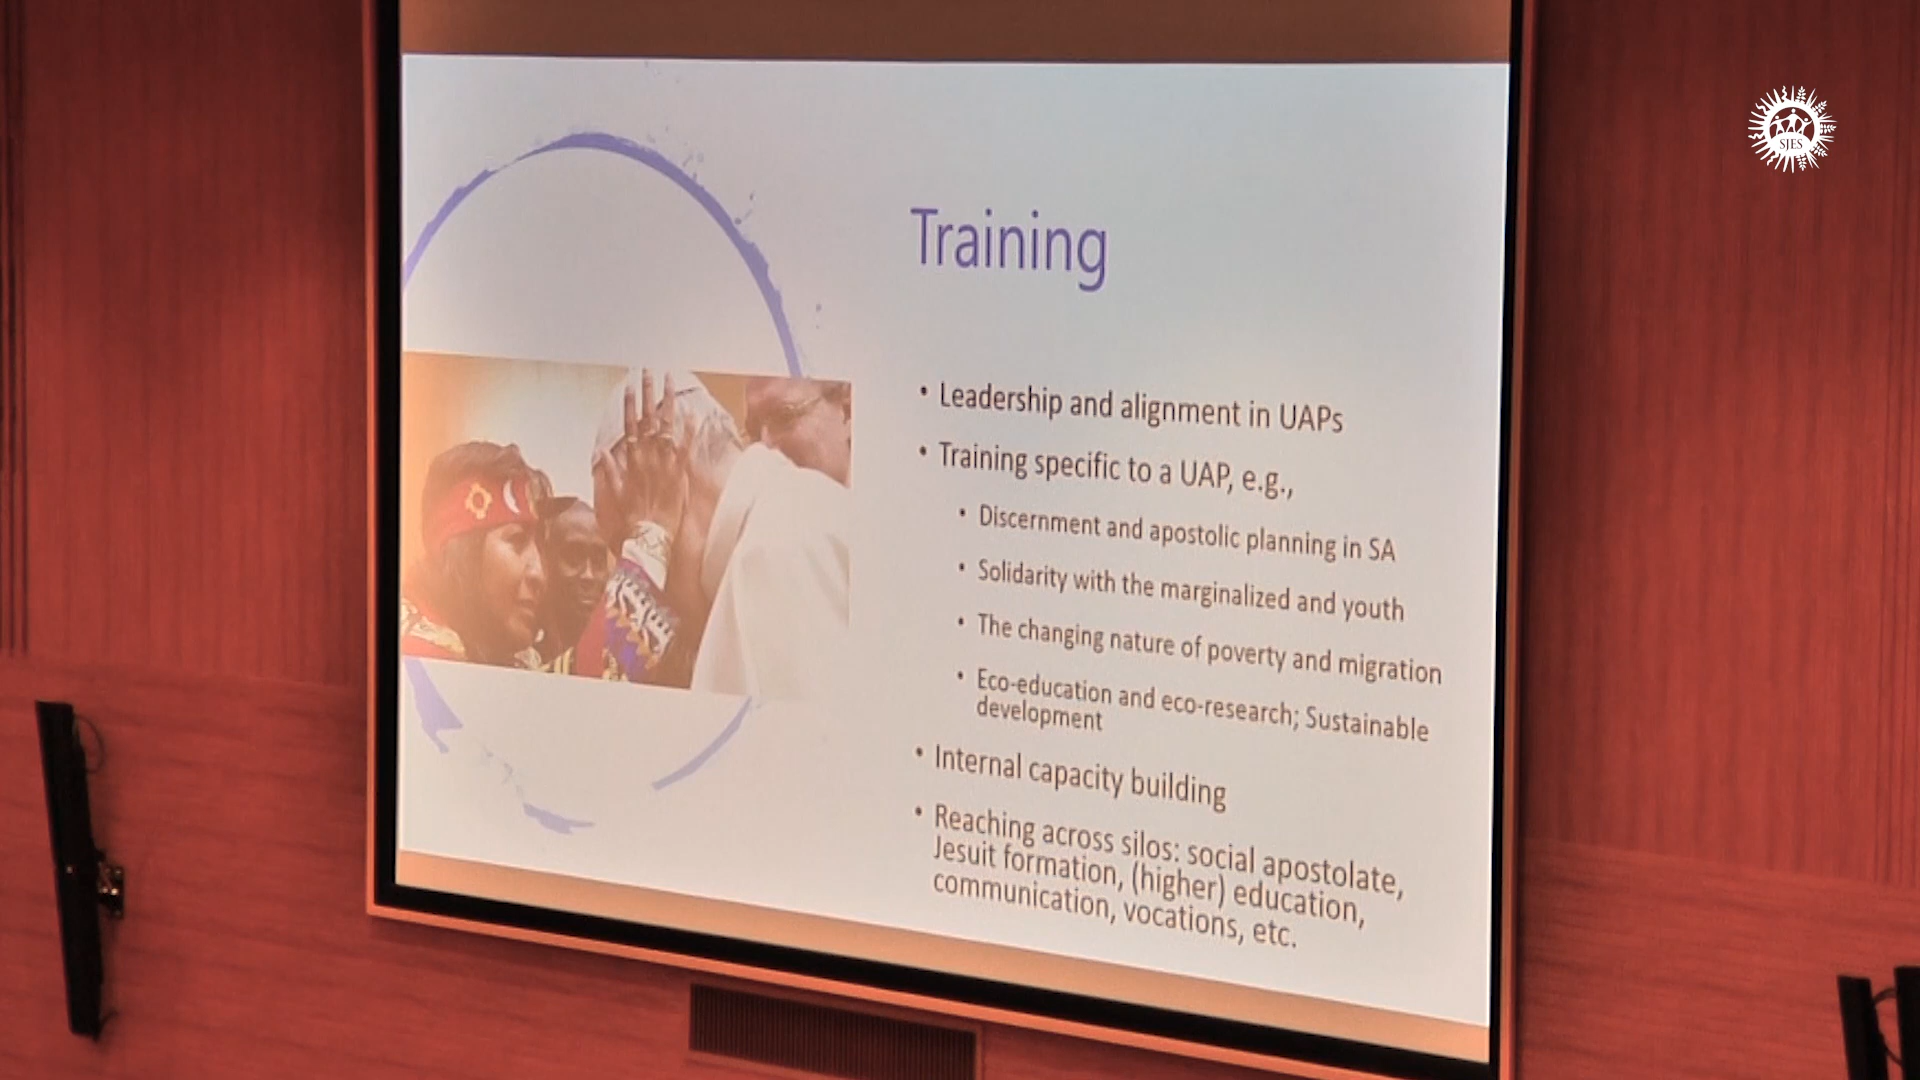 SJES
Training
• Leadership and alignment in UAPs
• Training specific to a UAP, e.g.,
• Discernment and apostolic planning in SA
• Solidarity with the marginalized and youth
• The changing nature of poverty and migration
• Eco-education and eco-research; Sustainable
development
• Internal capacity building
• Reaching across silos: social apostolate,
Jesuit formation, (higher) education,
communication, vocations, etc.